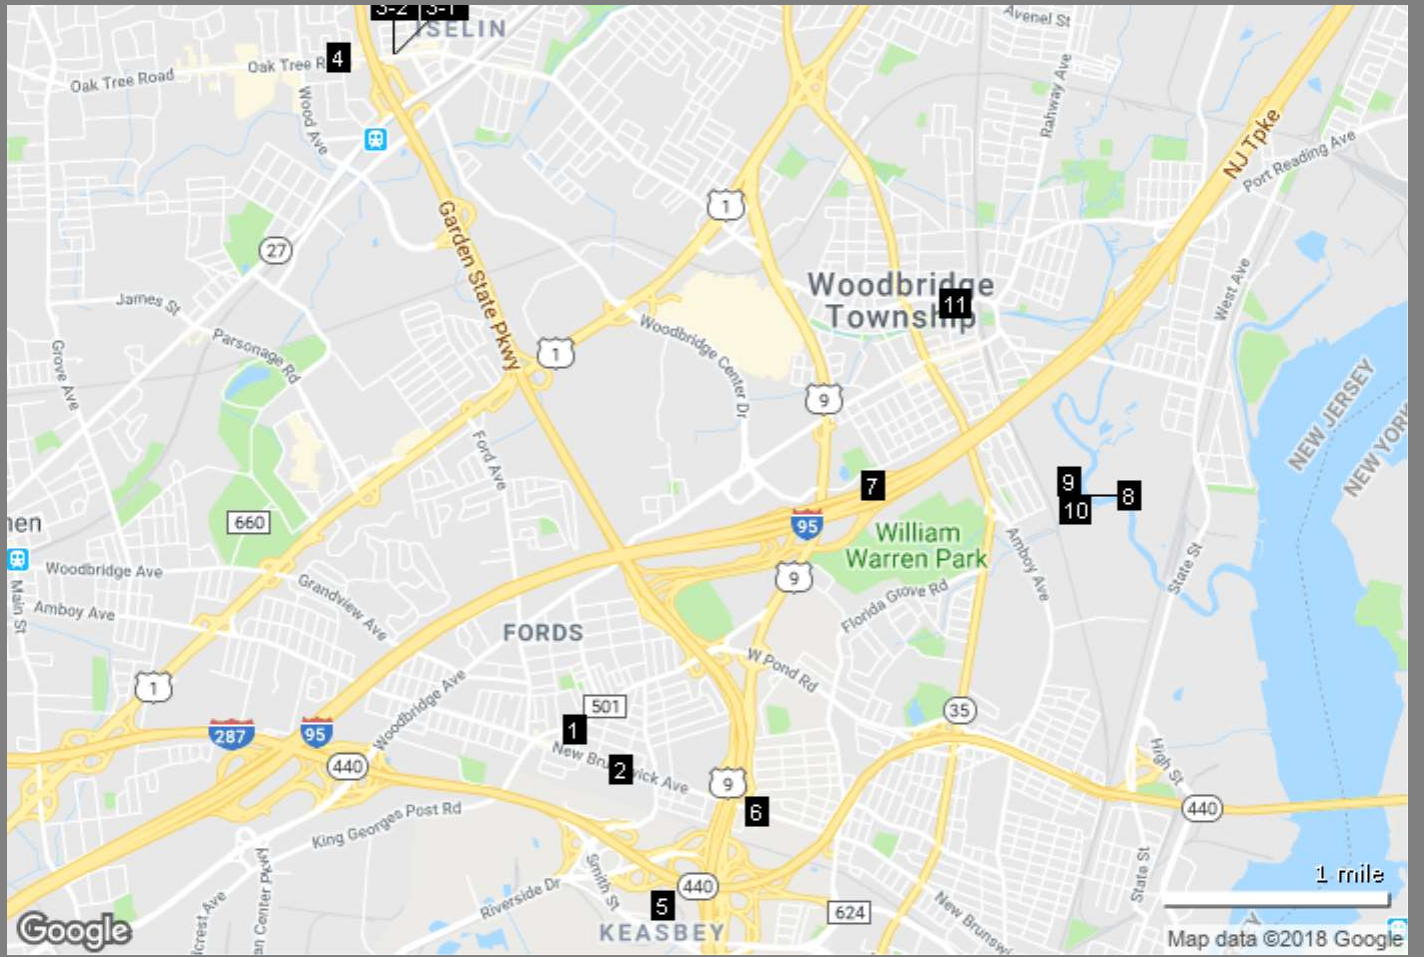 3-2 3-1
ISELIN
Avenel St
4
Oak Tree Road
Oak Tree R
Wood Ave
Rahway Ave
NJ Tpke
Port Reading Ave
1
Garden State Pkwy
27
Woodbridge
Township
11
West Ave
James St
Parsonage Rd
Woodbridge Center Dr
1
Grove Ave
9
NEW JERSEY
NEW YORK
Ford Ave
7
9
8
10
660
95
William
Warren Park
Amboy Ave
Woodbridge Ave
9
State St
Main St
Amboy Ave
Grandview Ave
Florida Grove Rd
FORDS
W Pond Rd
1
501
35
Woodbridge Ave
1
287
95
New Brunswick Ave
2
High St
440
9
6
440
King Georges Post Rd
Smith St
Riverside Dr
440
State St
1 mile
5
624
KEASBEY
New Brunswi
Google
Map data ©2018 Google